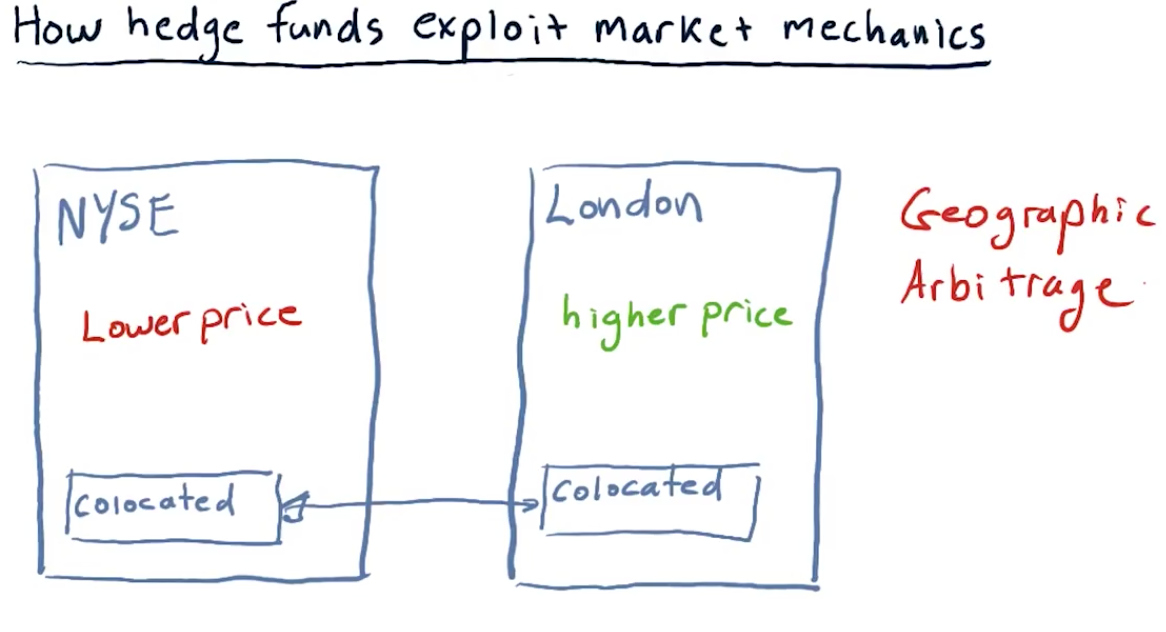 How hedge funds exploit market mechanics
NYSE
Lower price
colocated
London
higher price
colocated
Geographic
Arbitrage